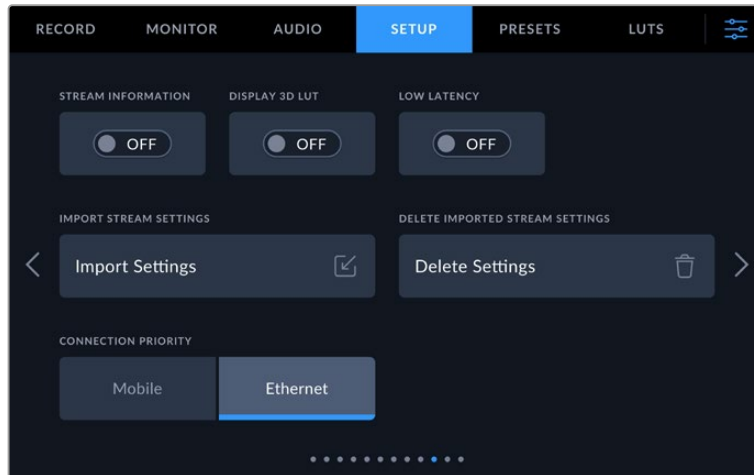 RECORD MONITOR AUDIO SETUP PRESETS LUTS
STREAM INFORMATION DISPLAY 3D LUT LOW LATENCY
OFF OFF OFF
IMPORT STREAM SETTINGS DELETE IMPORTED STREAM SETTINGS
Import Settings Delete Settings
CONNECTION PRIORITY
Mobile Ethernet